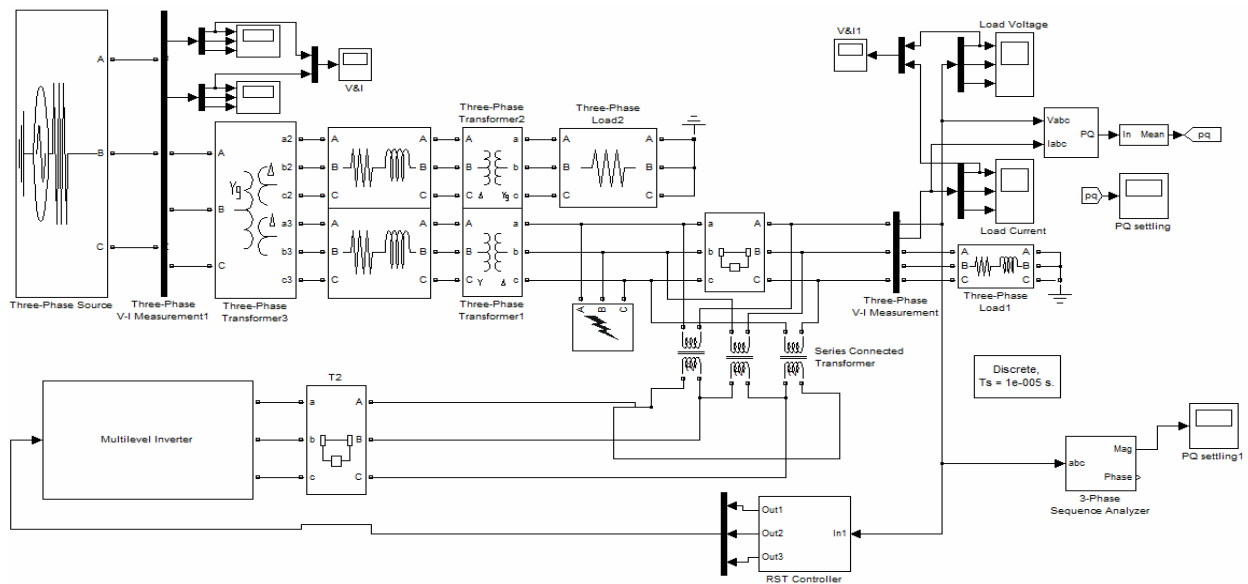 A
B
C
Three-Phase Source
Three-Phase
V-I Measurement1
V&I
A
B
C
Yg
Δ
Δ
a2
b2
c2
a3
b3
c3
Three-Phase
Transformer3
A
B
C
A
B
C
A
B
C
A
B
C
Three-Phase
Transformer2
A
B
C
Δ
Yg
a
b
c
A
B
C
Y
Δ
a
b
c
Three-Phase
Transformer1
Three-Phase
Load2
A
B
C
A
B
C
A
B
C
a
b
c
A
B
C
Three-Phase
V-I Measurement
V&I1
Load Voltage
Load Current
Vabc
Iabc
PQ
In
Mean
pq
pq
PQ settling
A
B
C
A
B
C
Three-Phase
Load1
Series Connected
Transformer
Discrete,
Ts = 1e-005 s.
Multilevel Inverter
T2
a
b
c
A
B
C
abc
Mag
Phase
3-Phase
Sequence Analyzer
PQ settling1
Out1
Out2
Out3
In1
RST Controller